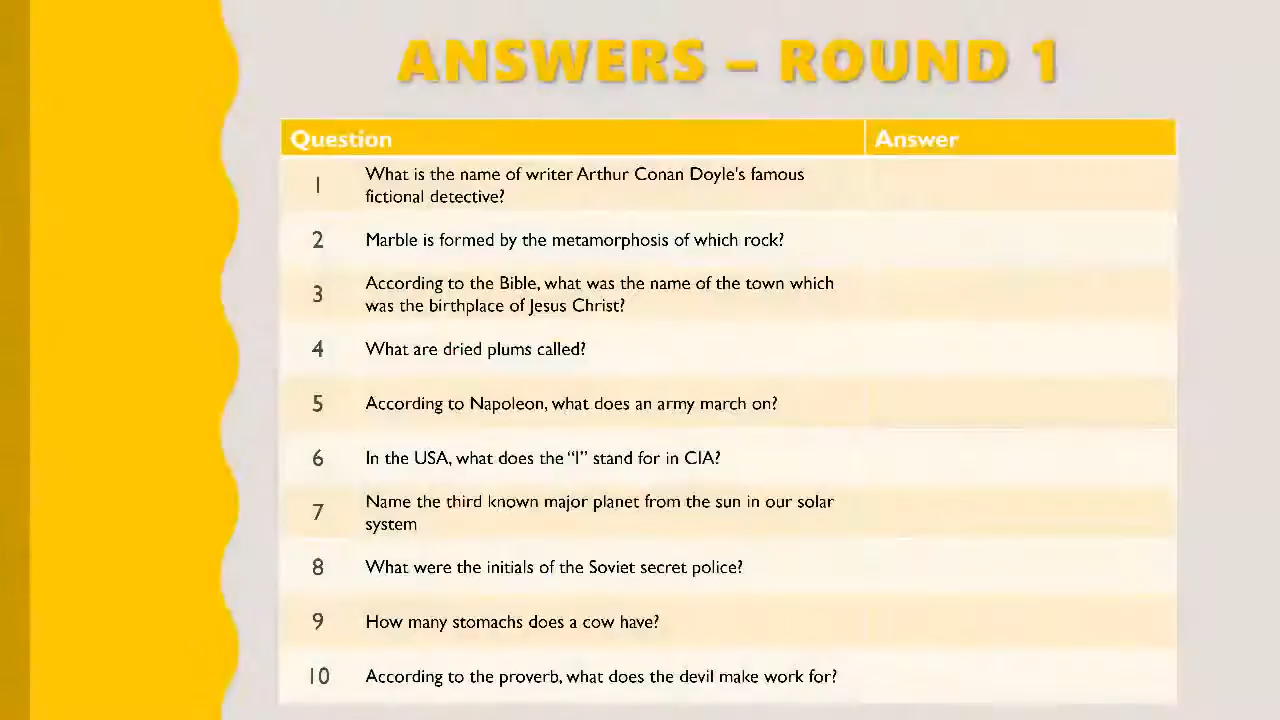 ANSWERS – ROUND 1
Question Answer
1 What is the name of writer Arthur Conan Doyle's famous
fictional detective?
2 Marble is formed by the metamorphosis of which rock?
3 According to the Bible, what was the name of the town which
was the birthplace of Jesus Christ?
4 What are dried plums called?
5 According to Napoleon, what does an army march on?
6 In the USA, what does the “I” stand for in CIA?
7 Name the third known major planet from the sun in our solar
system
8 What were the initials of the Soviet secret police?
9 How many stomachs does a cow have?
10 According to the proverb, what does the devil make work for?